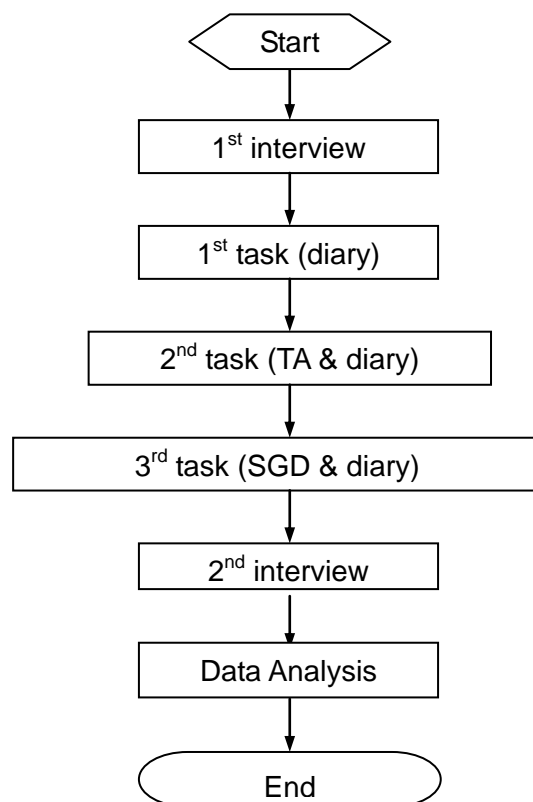 Start
1st interview
1st task (diary)
2nd task (TA & diary)
3rd task (SGD & diary)
2nd interview
Data Analysis
End